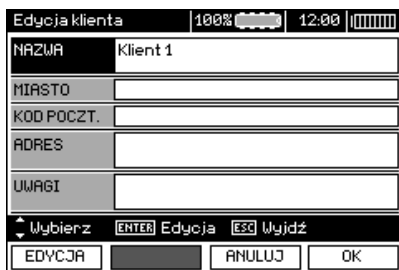 Edycja klienta 100% 12:00
NAZWA Klient 1
MIASTO
KOD POCZT.
ADRES
UWAGI
Wybierz ENTER Edycja ESC Wyjdź
EDYCJA ANULUJ OK